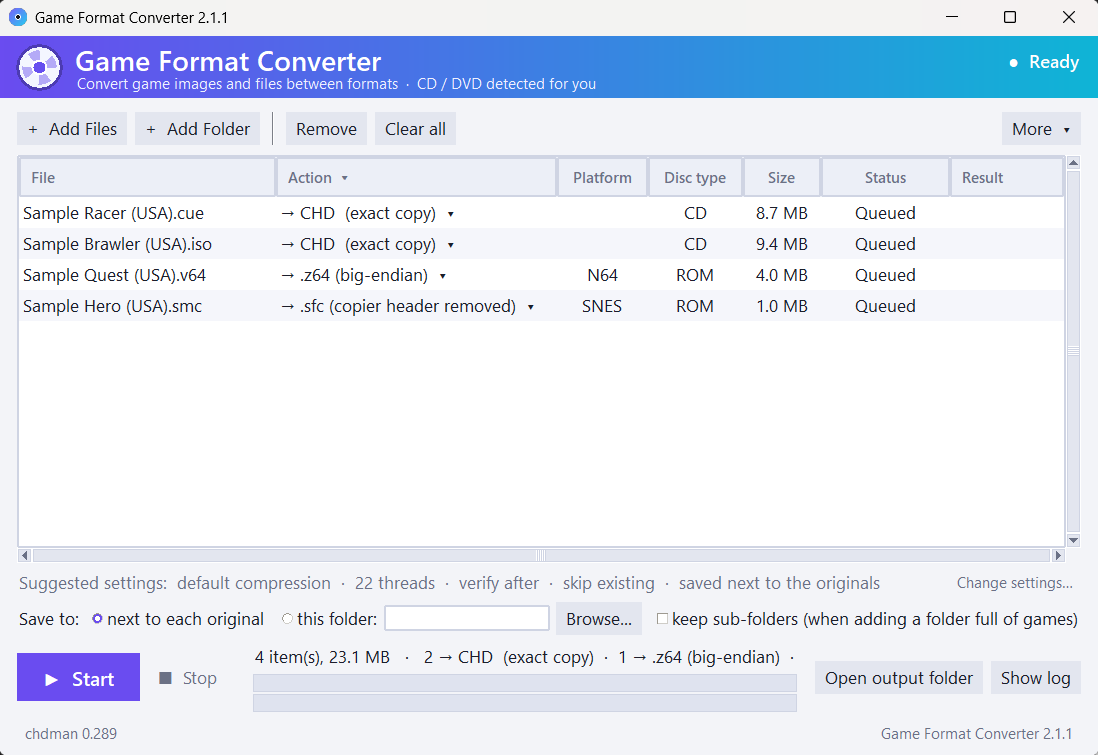 Game Format Converter 2.1.1
Game Format Converter
Convert game images and files between formats · CD / DVD detected for you
● Ready
+ Add Files + Add Folder Remove Clear all More ▾
File Action ▾ Platform Disc type Size Status Result
Sample Racer (USA).cue → CHD (exact copy) ▾ CD 8.7 MB Queued
Sample Brawler (USA).iso → CHD (exact copy) ▾ CD 9.4 MB Queued
Sample Quest (USA).v64 → .z64 (big-endian) ▾ N64 ROM 4.0 MB Queued
Sample Hero (USA).smc → .sfc (copier header removed) ▾ SNES ROM 1.0 MB Queued
Suggested settings: default compression · 22 threads · verify after · skip existing · saved next to the originals Change settings...
Save to: next to each original this folder: Browse... keep sub-folders (when adding a folder full of games)
4 item(s), 23.1 MB · 2 → CHD (exact copy) · 1 → .z64 (big-endian) ·
▶ Start ■ Stop Open output folder Show log
chdman 0.289 Game Format Converter 2.1.1